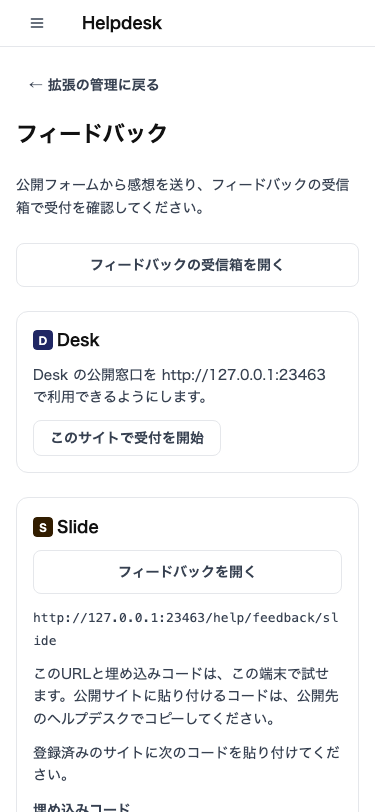 Helpdesk
← 拡張の管理に戻る
フィードバック
公開フォームから感想を送り、フィードバックの受信
箱で受付を確認してください。
フィードバックの受信箱を開く
D Desk
Desk の公開窓口を http://127.0.0.1:23463
で利用できるようにします。
このサイトで受付を開始
S Slide
フィードバックを開く
http://127.0.0.1:23463/help/feedback/sl
ide
このURLと埋め込みコードは、この端末で試せ
ます。公開サイトに貼り付けるコードは、公開先
のヘルプデスクでコピーしてください。
登録済みのサイトに次のコードを貼り付けてくだ
さい。
埋め込みコード